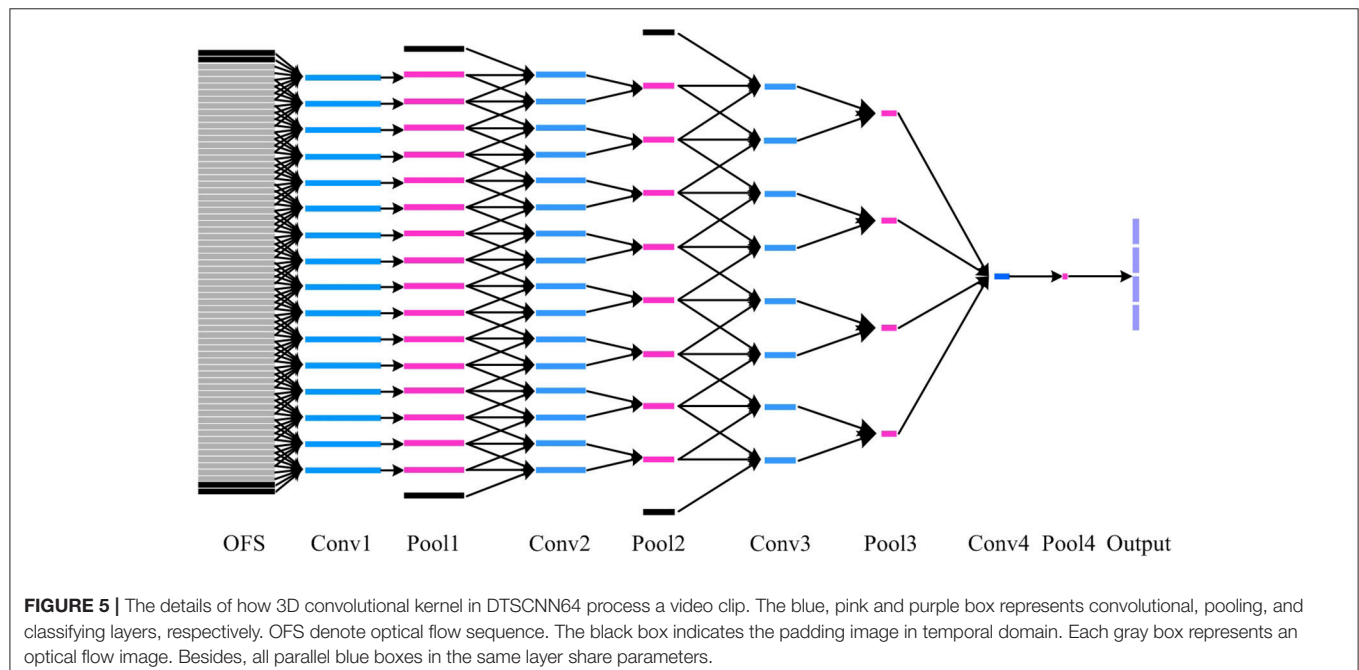 OFS Conv1 Pool1 Conv2 Pool2 Conv3 Pool3 Conv4 Pool4 Output
FIGURE 5 | The details of how 3D convolutional kernel in DTSCNN64 process a video clip. The blue, pink and purple box represents convolutional, pooling, and
classifying layers, respectively. OFS denote optical flow sequence. The black box indicates the padding image in temporal domain. Each gray box represents an
optical flow image. Besides, all parallel blue boxes in the same layer share parameters.